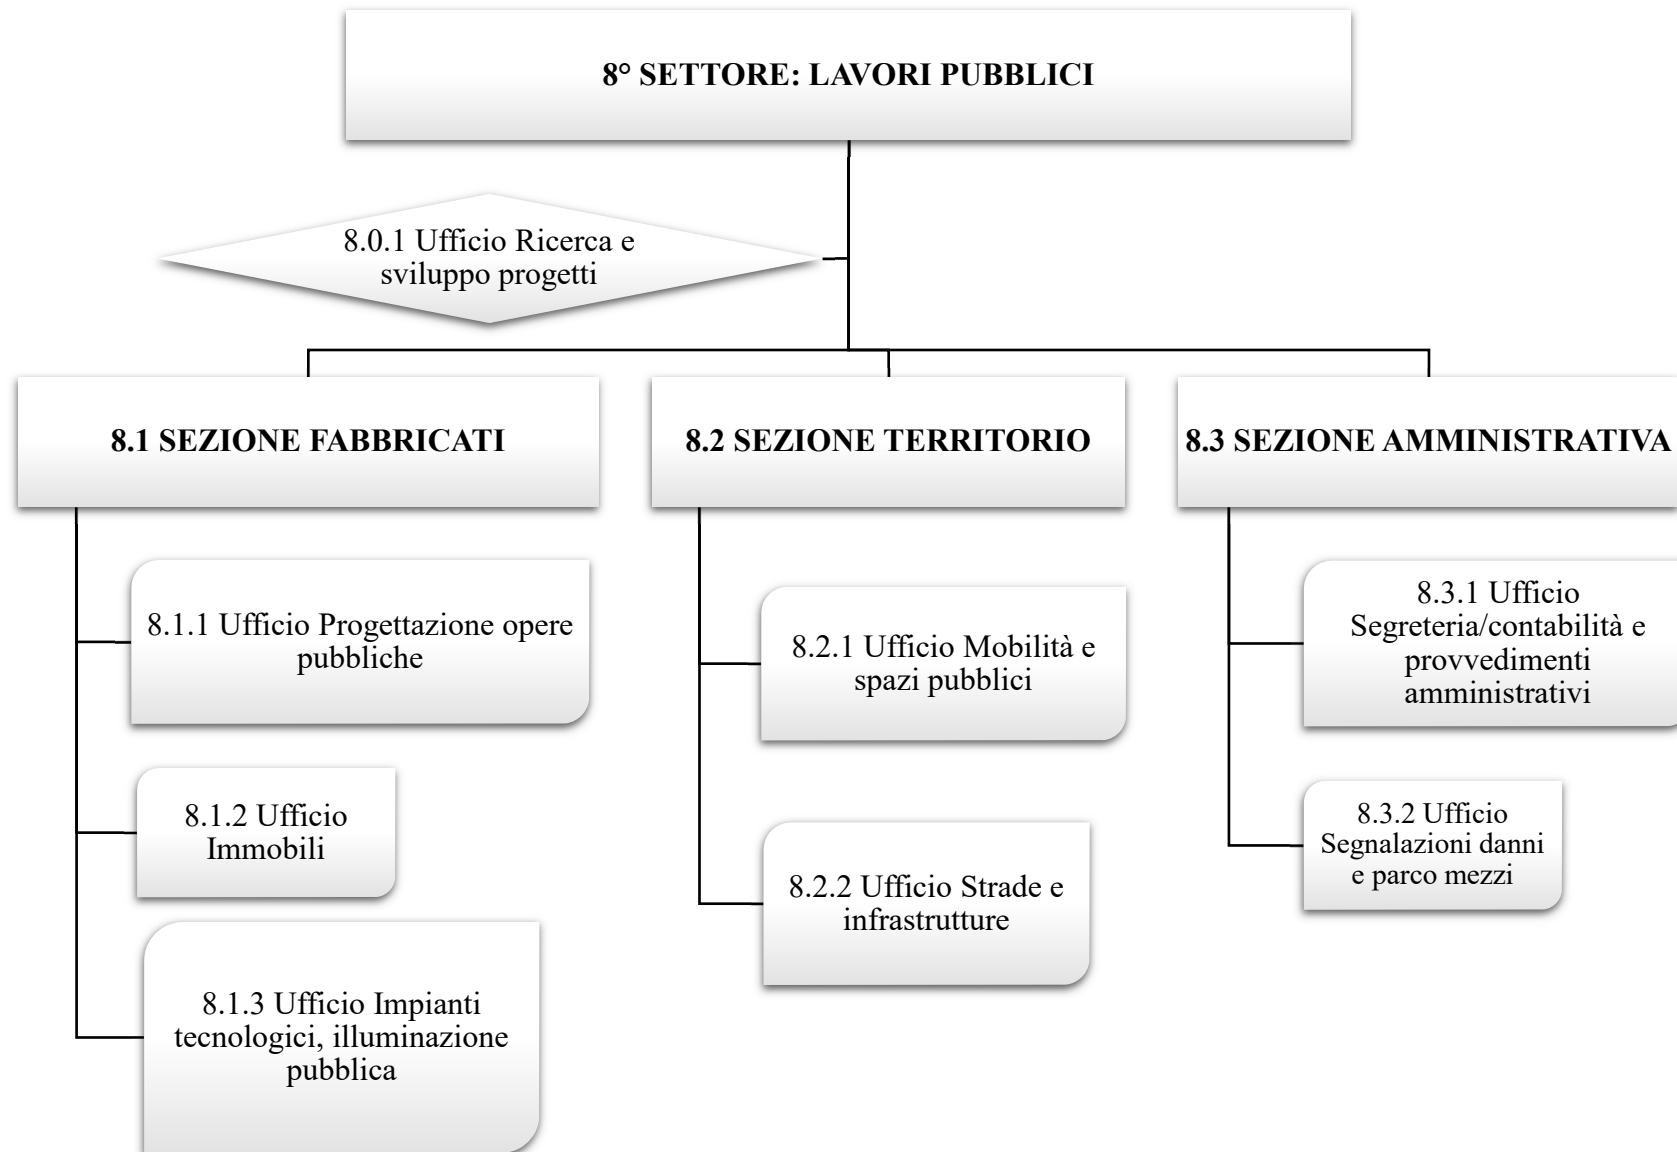 8° SETTORE: LAVORI PUBBLICI
8.0.1 Ufficio Ricerca e
sviluppo progetti
8.1 SEZIONE FABBRICATI
8.1.1 Ufficio Progettazione opere
pubbliche
8.1.2 Ufficio
Immobili
8.1.3 Ufficio Impianti
tecnologici, illuminazione
pubblica
8.2 SEZIONE TERRITORIO
8.2.1 Ufficio Mobilità e
spazi pubblici
8.2.2 Ufficio Strade e
infrastrutture
8.3 SEZIONE AMMINISTRATIVA
8.3.1 Ufficio
Segreteria/contabilità e
provvedimenti
amministrativi
8.3.2 Ufficio
Segnalazioni danni
e parco mezzi